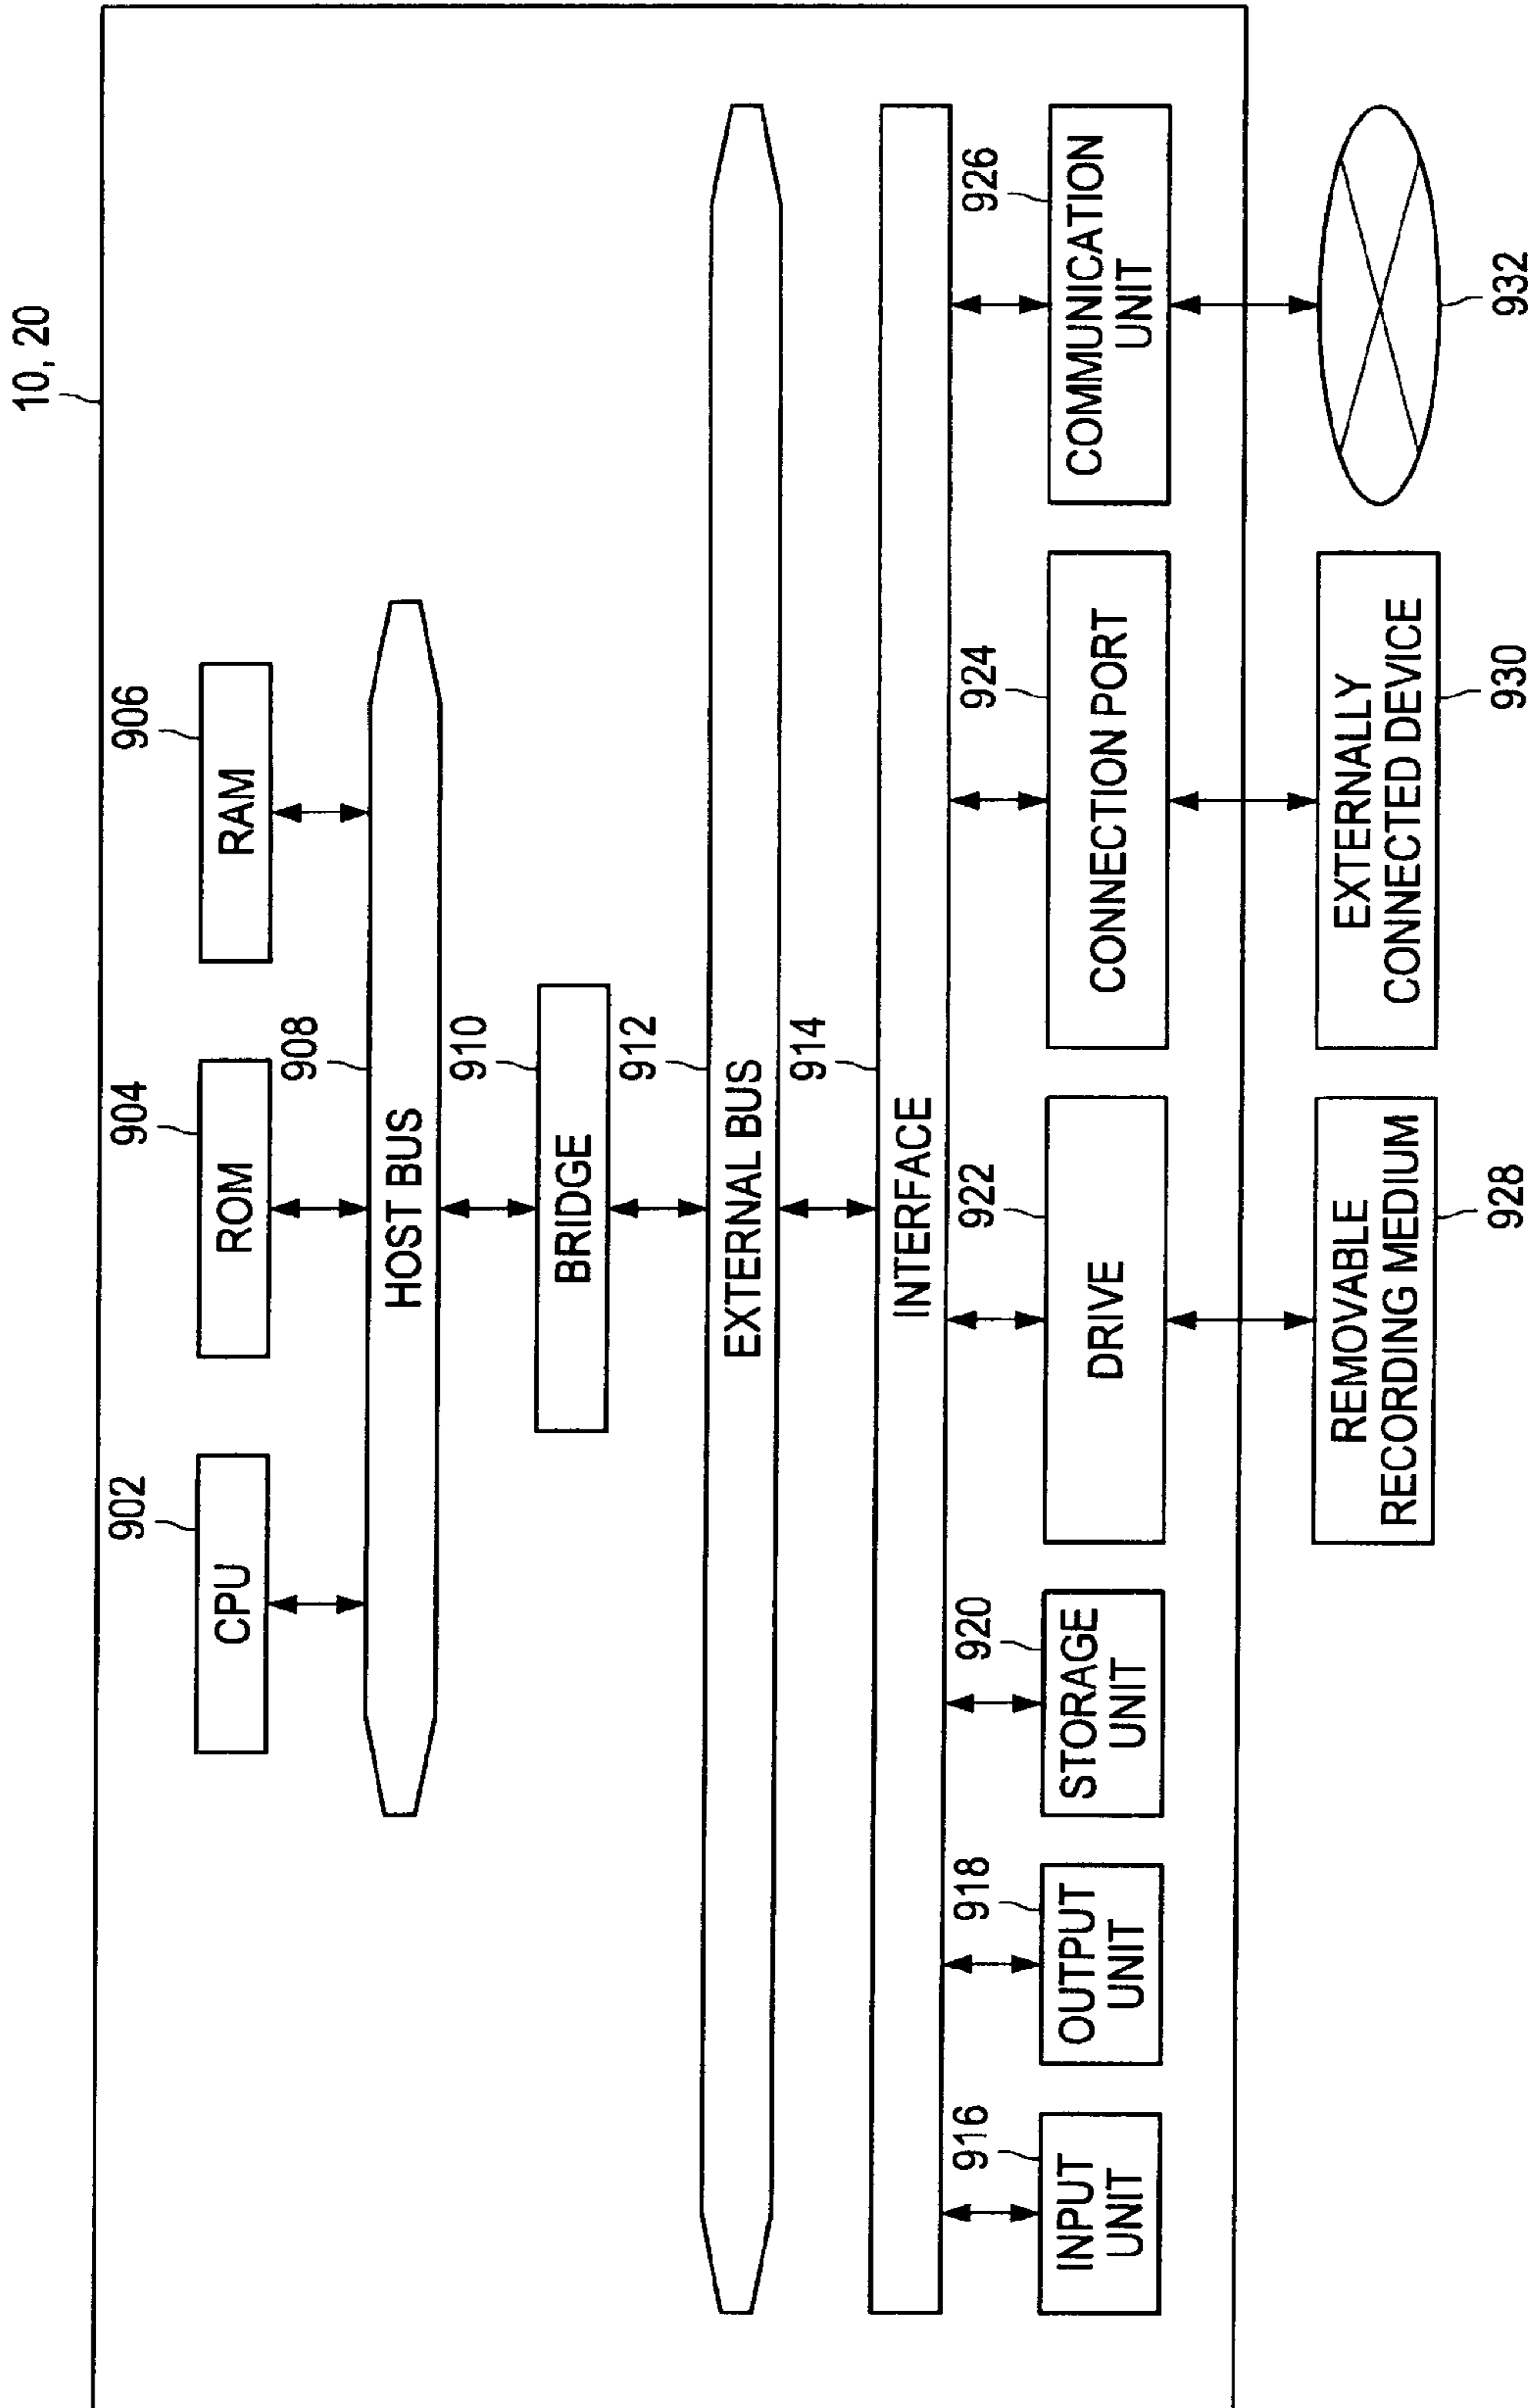 10, 20
902
904
906
CPU
ROM
RAM
908
HOST BUS
910
BRIDGE
912
EXTERNAL BUS
914
INTERFACE
916
918
920
922
924
926
INPUT
UNIT
OUTPUT
UNIT
STORAGE
UNIT
DRIVE
CONNECTION PORT
COMMUNICATION
UNIT
REMOVABLE
RECORDING MEDIUM
EXTERNALLY
CONNECTED DEVICE
928
930
932